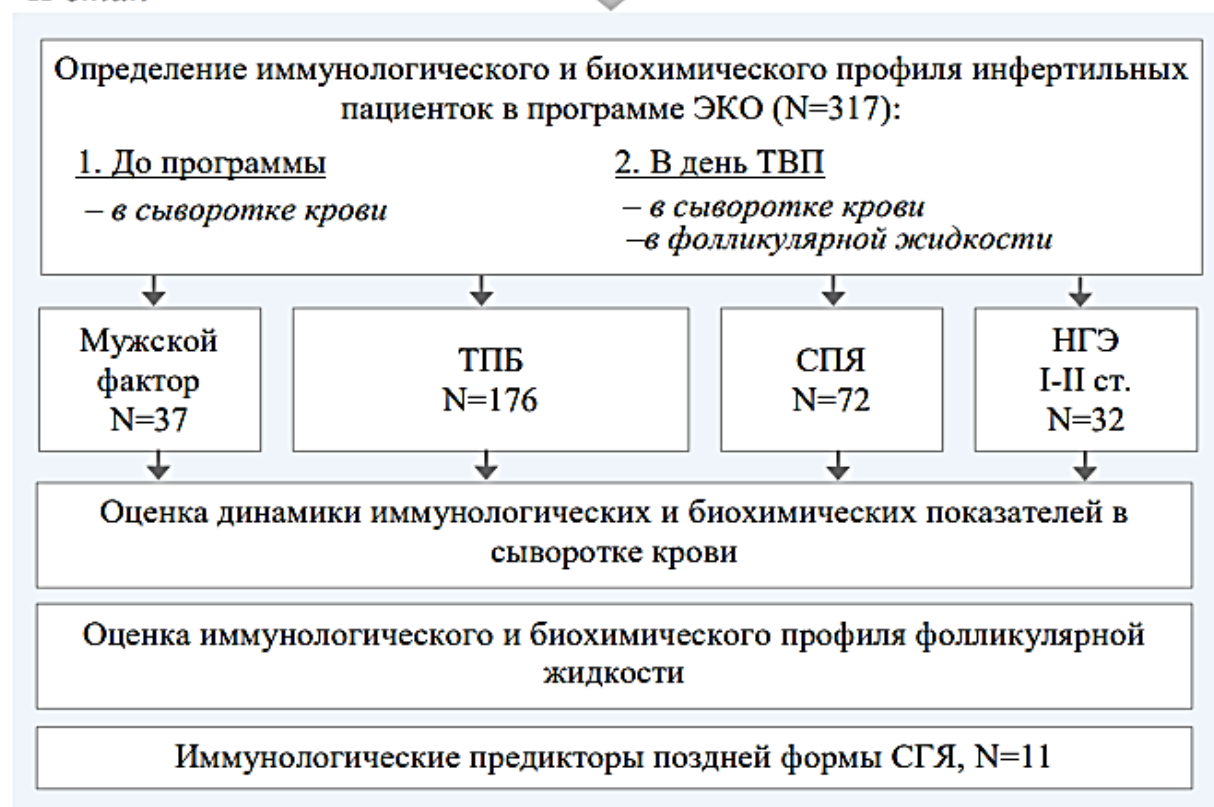 Определение иммунологического и биохимического профиля инфертильных
пациенток в программе ЭКО (N=317):
1. До программы
– в сыворотке крови
2. В день ТВП
– в сыворотке крови
–в фолликулярной жидкости
Мужской
фактор
N=37
ТПБ
N=176
СПЯ
N=72
НГЭ
I-II ст.
N=32
Оценка динамики иммунологических и биохимических показателей в
сыворотке крови
Оценка иммунологического и биохимического профиля фолликулярной
жидкости
Иммунологические предикторы поздней формы СГЯ, N=11